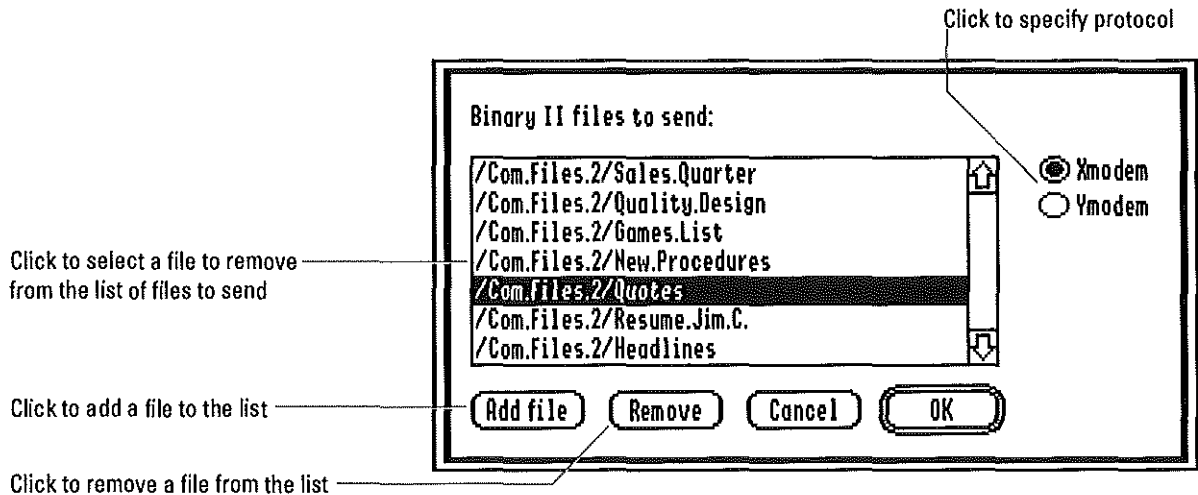 Click to specify protocol
Binary II files to send:
/Com.Files.2/Sales.Quarter
/Com.Files.2/Quality.Design
/Com.Files.2/Games.List
/Com.Files.2/New.Procedures
/Com.Files.2/Quotes
/Com.Files.2/Resume.Jim.C.
/Com.Files.2/Headlines
Xmodem
Ymodem
Click to select a file to remove
from the list of files to send
Click to add a file to the list
Add file
Remove
Cancel
OK
Click to remove a file from the list